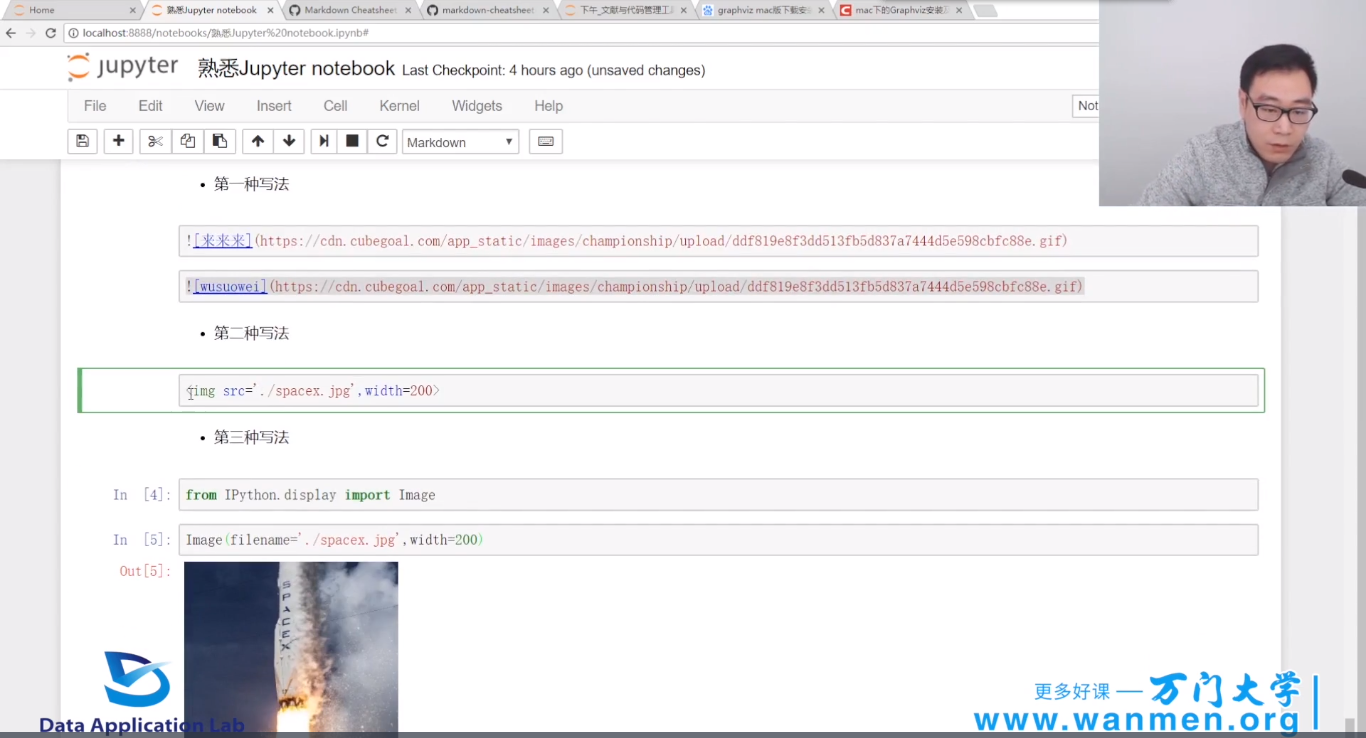 Home
熟悉Jupyter notebook
Markdown Cheatsheet
markdown-cheatsheet
下午_文献与代码管理工
graphviz mac版下载安
mac下的Graphviz安装
localhost:8888/notebooks/熟悉Jupyter%20notebook.ipynb#
jupyter 熟悉Jupyter notebook Last Checkpoint: 4 hours ago (unsaved changes)
File Edit View Insert Cell Kernel Widgets Help
Not
Markdown
• 第一种写法
![来来来](https://cdn.cubegoal.com/app_static/images/championship/upload/ddf819e8f3dd513fb5d837a7444d5e598cbfc88e.gif)
![wusuowei](https://cdn.cubegoal.com/app_static/images/championship/upload/ddf819e8f3dd513fb5d837a7444d5e598cbfc88e.gif)
• 第二种写法
<img src='./spacex.jpg',width=200>
• 第三种写法
In [4]: from IPython.display import Image
In [5]: Image(filename='./spacex.jpg',width=200)
Out[5]:
SPACEX
Data Application Lab
更多好课 — 万门大学
www.wanmen.org